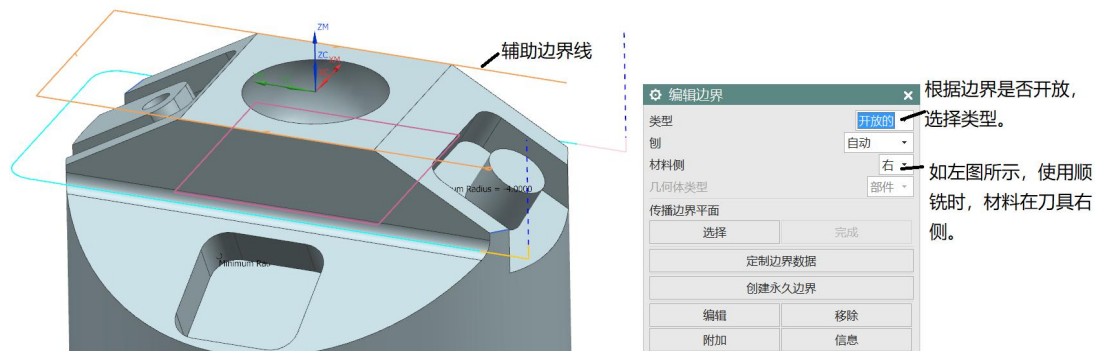 ZM
ZC
XM
辅助边界线
um Radius = -4.0000
Minimum Rad
编辑边界
×
类型
开放的
刨
自动
材料侧
右
几何体类型
部件
传播边界平面
选择
完成
定制边界数据
创建永久边界
编辑
移除
附加
信息
根据边界是否开放，
选择类型。
如左图所示，使用顺
铣时，材料在刀具右
侧。